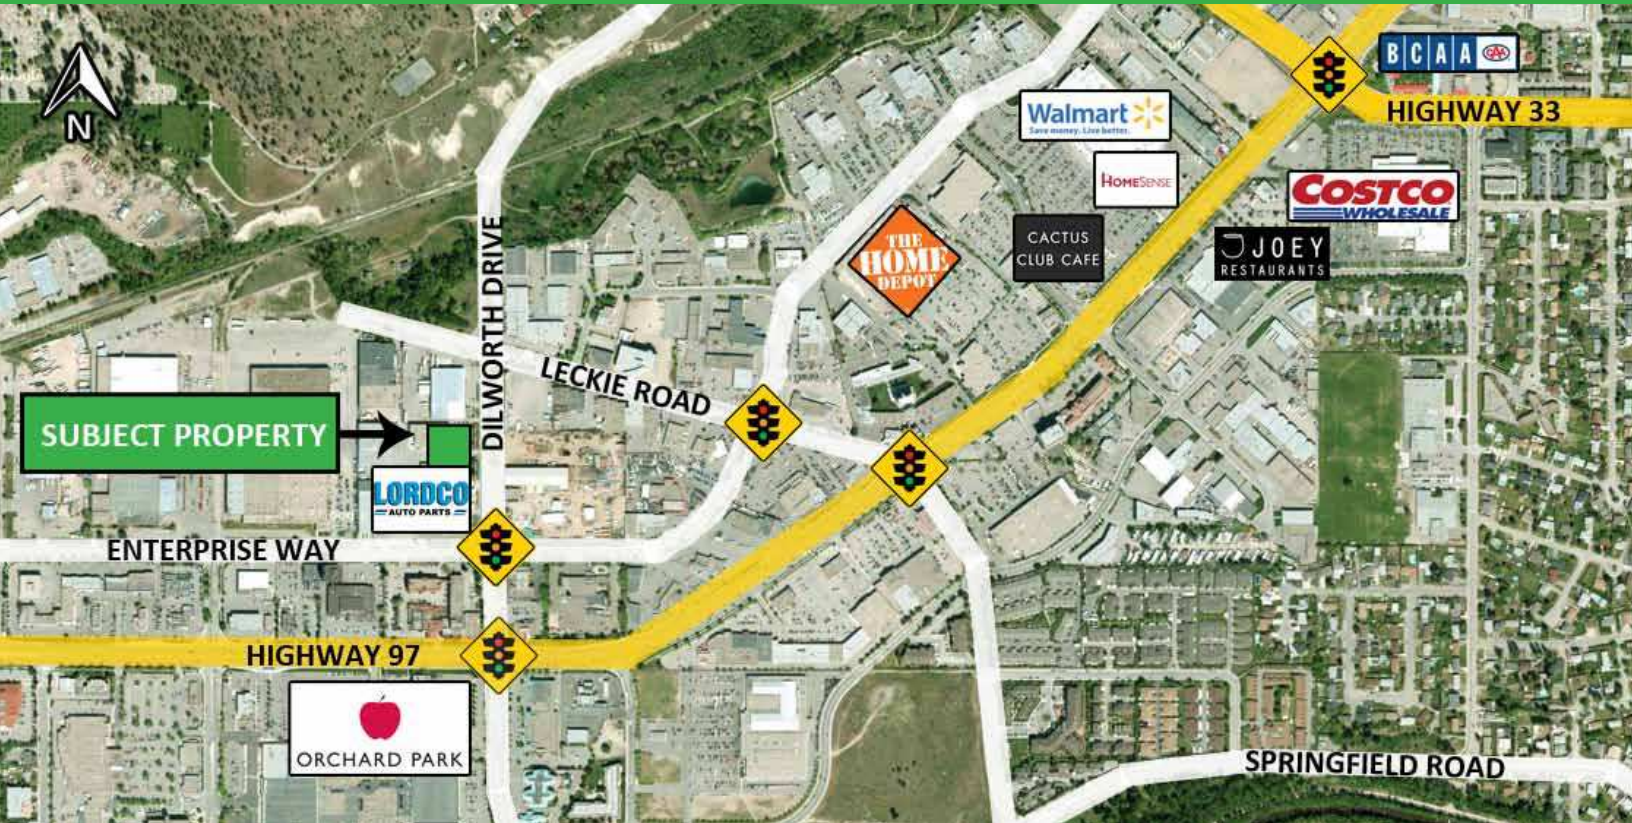 BCAA CAA
HIGHWAY 33
Walmart
Save money. Live better.
HOMESENSE
COSTCO
WHOLESALE
N
THE
HOME
DEPOT
CACTUS
CLUB CAFE
JOEY
RESTAURANTS
DILWORTH DRIVE
LECKIE ROAD
SUBJECT PROPERTY
LORDCO
AUTO PARTS
ENTERPRISE WAY
HIGHWAY 97
ORCHARD PARK
SPRINGFIELD ROAD